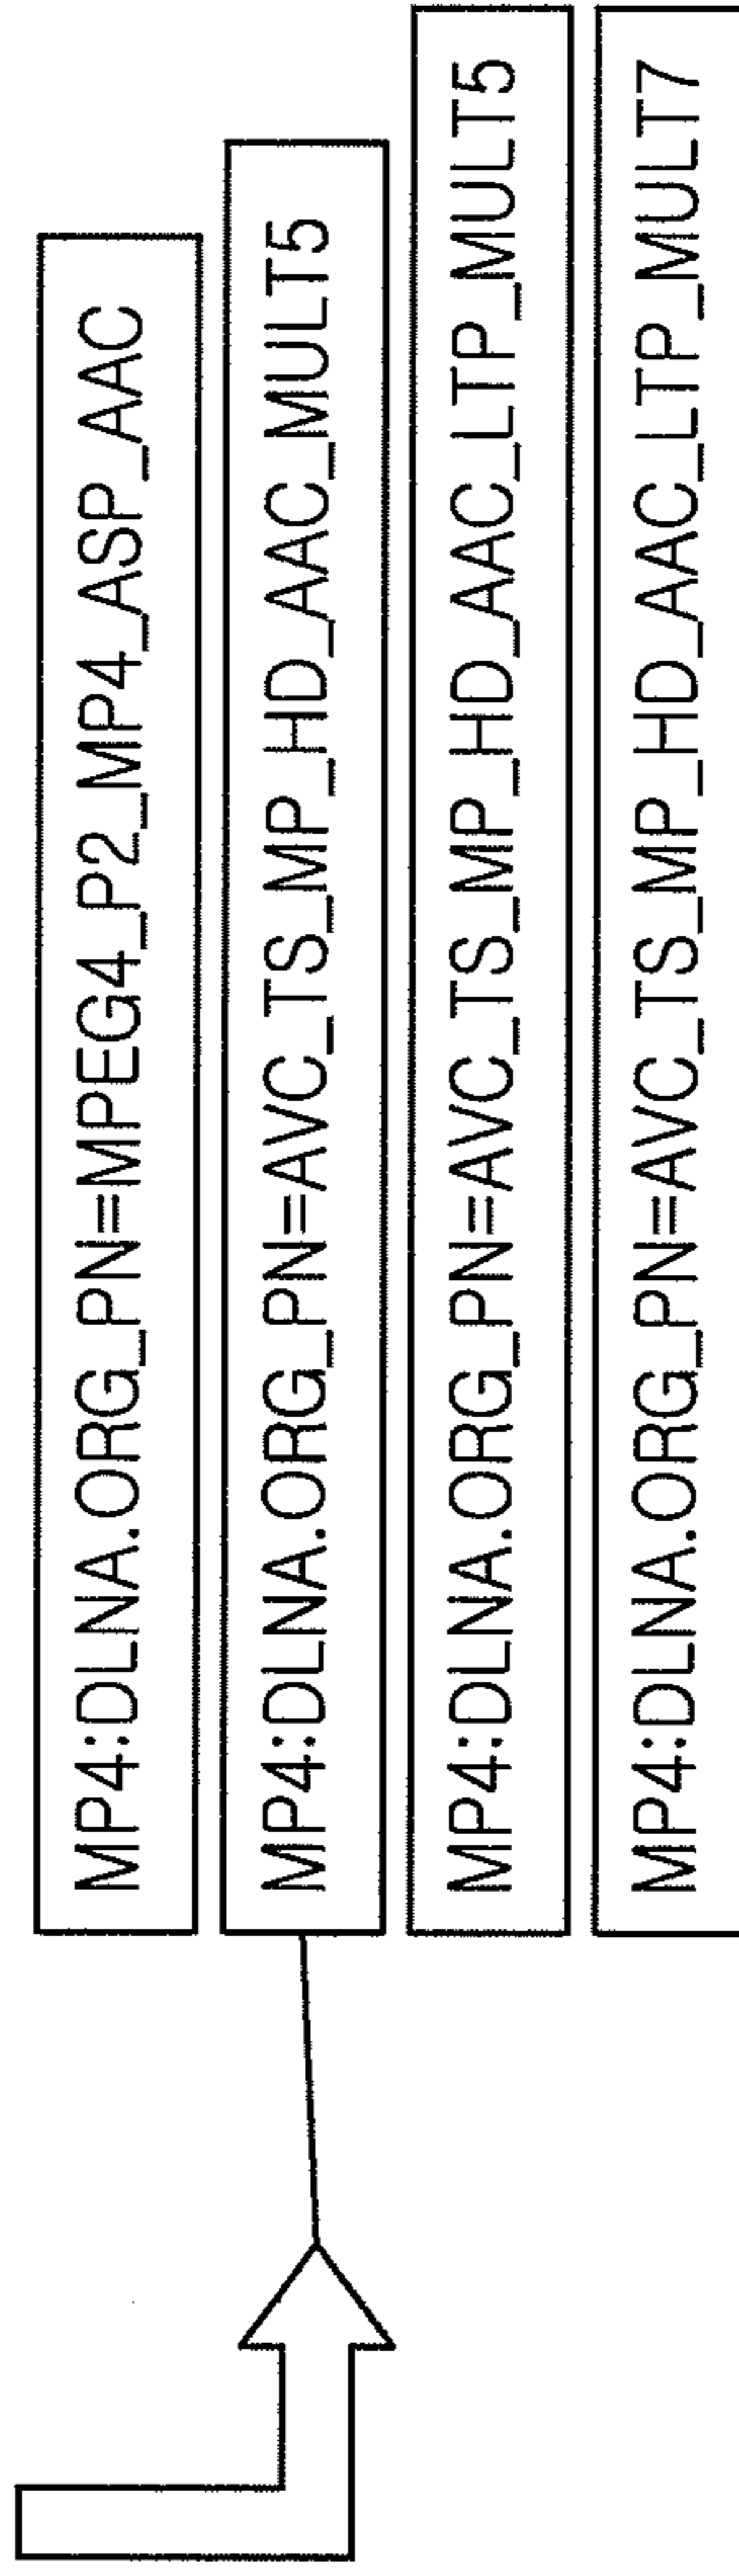 MP4:DLNA.ORG_PN=MPEG4_P2_MP4_ASP_AAC
MP4:DLNA.ORG_PN=AVC_TS_MP_HD_AAC_MULT5
MP4:DLNA.ORG_PN=AVC_TS_MP_HD_AAC_LTP_MULT5
MP4:DLNA.ORG_PN=AVC_TS_MP_HD_AAC_LTP_MULT7